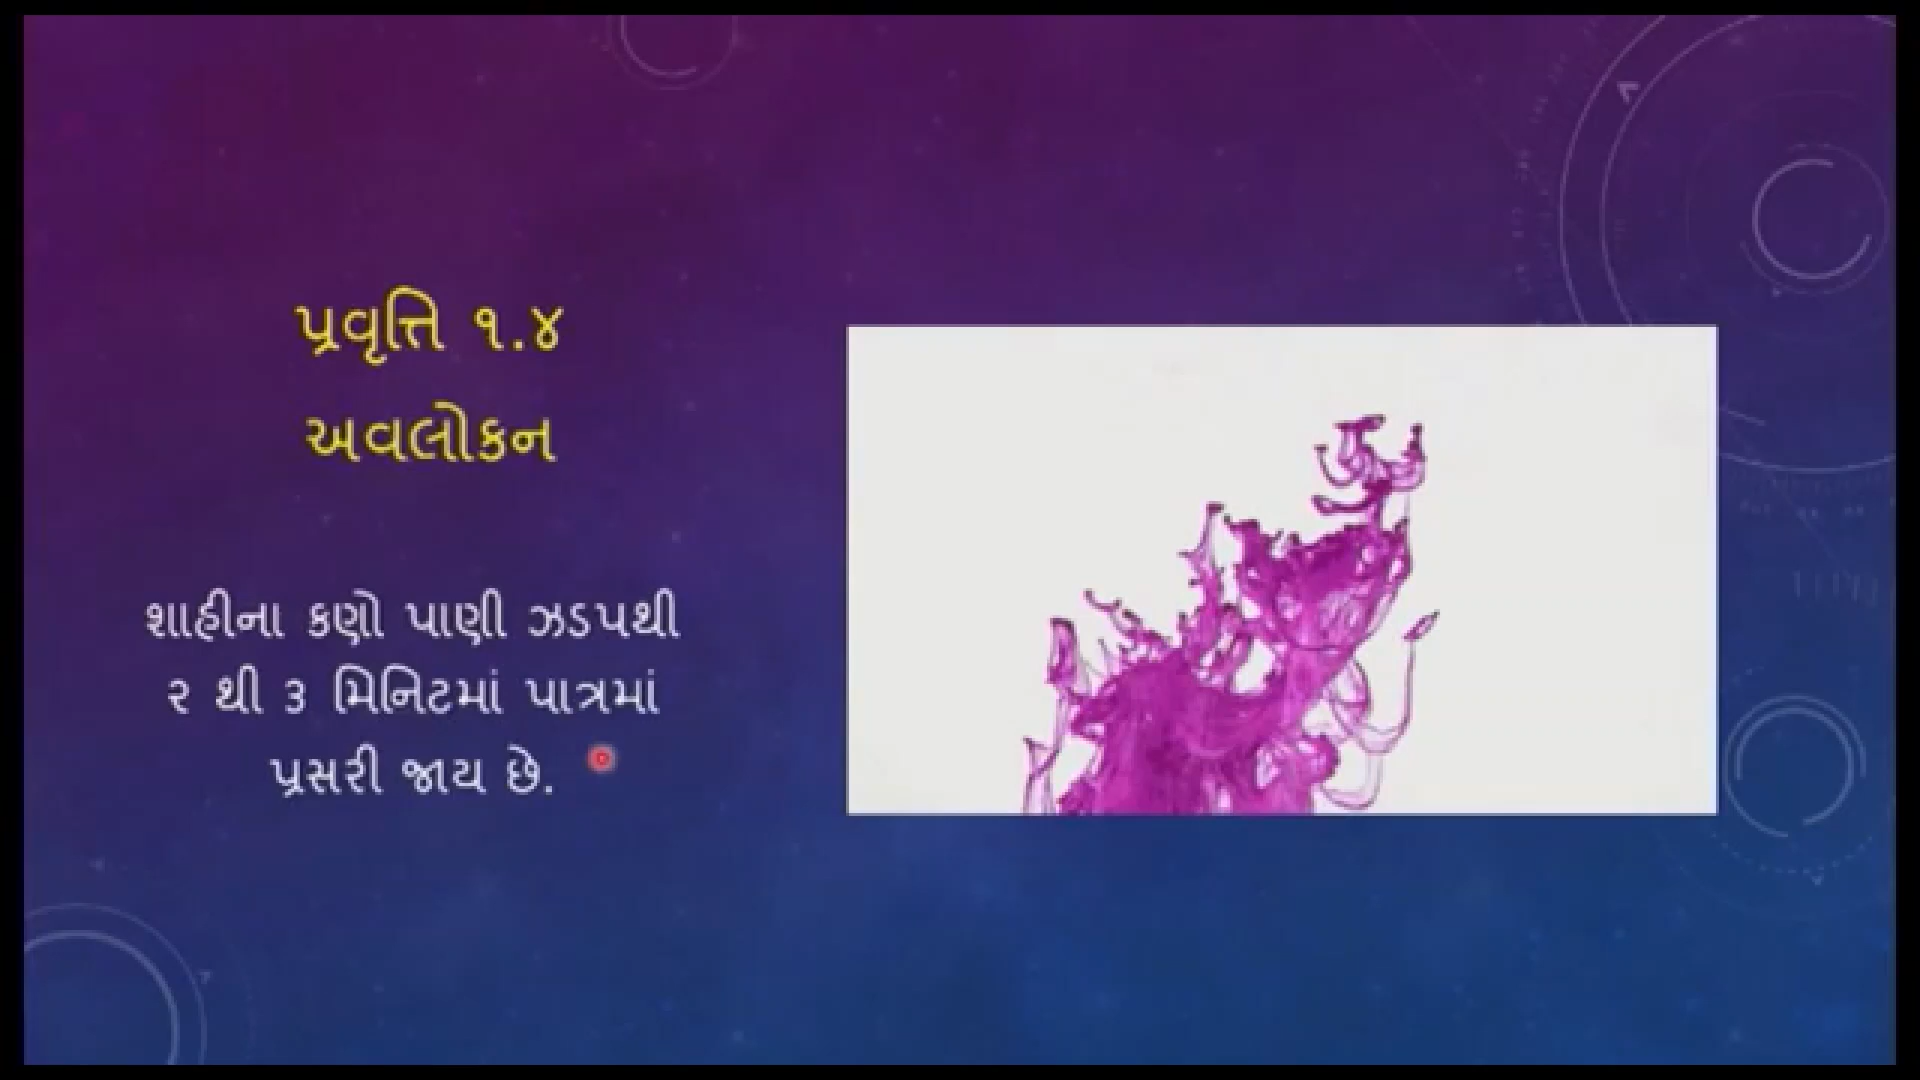 પ્રવૃત્તિ ૧.૪
અવલોકન
શાહીના કણો પાણી ઝડપથી
૨ થી ૩ મિનિટમાં પાત્રમાં
પ્રસરી જાય છે.